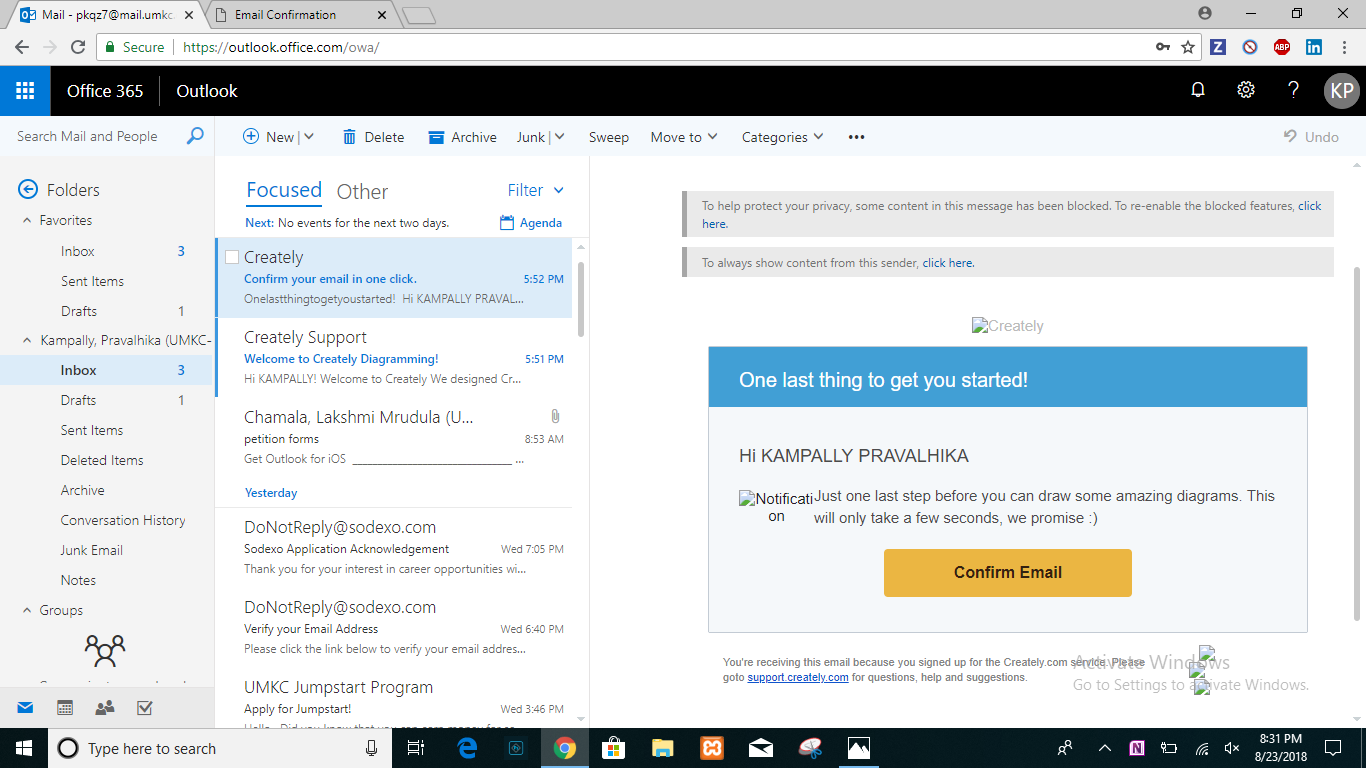 Mail - pkqz7@mail.umkc
Email Confirmation
Secure
https://outlook.office.com/owa/
Z
ABP
in
Office 365
Outlook
?
KP
Search Mail and People
New
Delete
Archive
Junk
Sweep
Move to
Categories
•••
Undo
Folders
Favorites
Inbox 3
Sent Items
Drafts 1
Kampally, Pravalhika (UMKC-
Inbox 3
Drafts 1
Sent Items
Deleted Items
Archive
Conversation History
Junk Email
Notes
Groups
Focused
Other
Filter
Next: No events for the next two days.
Agenda
Creately
Confirm your email in one click. 5:52 PM
Onelastthingtogetyoustarted! Hi KAMPALLY PRAVAL...
Creately Support
Welcome to Creately Diagramming! 5:51 PM
Hi KAMPALLY! Welcome to Creately We designed Cr...
Chamala, Lakshmi Mrudula (U...
petition forms 8:53 AM
Get Outlook for iOS ________________________________ ...
Yesterday
DoNotReply@sodexo.com
Sodexo Application Acknowledgement Wed 7:05 PM
Thank you for your interest in career opportunities wi...
DoNotReply@sodexo.com
Verify your Email Address Wed 6:40 PM
Please click the link below to verify your email addres...
UMKC Jumpstart Program
Apply for Jumpstart! Wed 3:46 PM
To help protect your privacy, some content in this message has been blocked. To re-enable the blocked features, click
here.
To always show content from this sender, click here.
Creately
One last thing to get you started!
Hi KAMPALLY PRAVALHIKA
Notificati
on
Just one last step before you can draw some amazing diagrams. This
will only take a few seconds, we promise :)
Confirm Email
You're receiving this email because you signed up for the Creately.com service. Please
goto support.creately.com for questions, help and suggestions.
Activate Windows
Go to Settings to activate Windows.
Type here to search
8:31 PM
8/23/2018